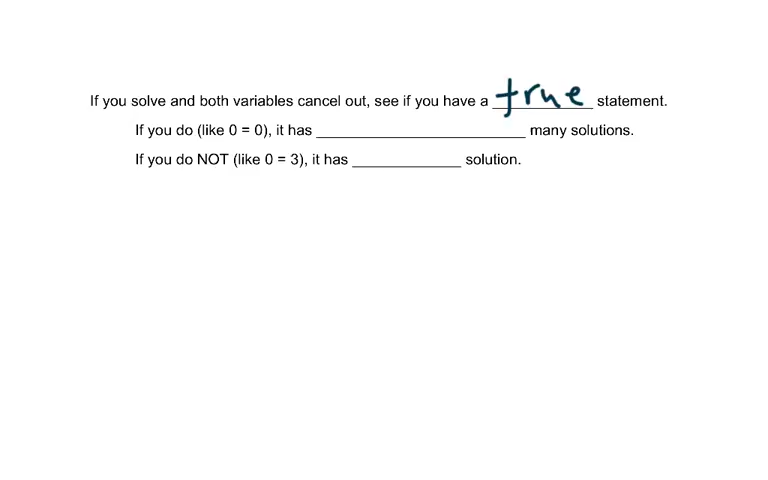 If you solve and both variables cancel out, see if you have a true statement.
If you do (like 0 = 0), it has __________________________ many solutions.
If you do NOT (like 0 = 3), it has _____________ solution.